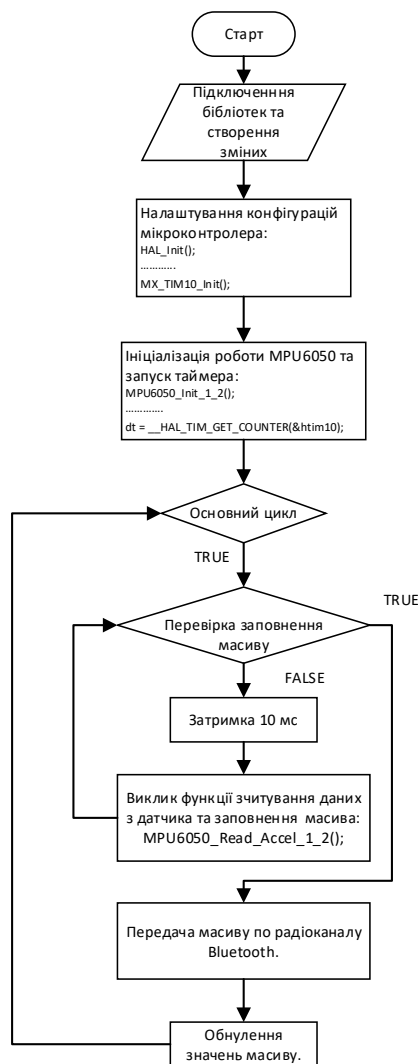 Старт
Підключенння
бібліотек та
створення
зміних
Налаштування конфігурацій
мікроконтролера:
HAL_Init();
............
MX_TIM10_Init();
Ініціалізація роботи MPU6050 та
запуск таймера:
MPU6050_Init_1_2();
............
dt = __HAL_TIM_GET_COUNTER(&htim10);
Основний цикл
TRUE
TRUE
Перевірка заповнення
масиву
FALSE
Затримка 10 мс
Виклик функції зчитування даних
з датчика та заповнення масива:
MPU6050_Read_Accel_1_2();
Передача масиву по радіоканалу
Bluetooth.
Обнулення
значень масиву.